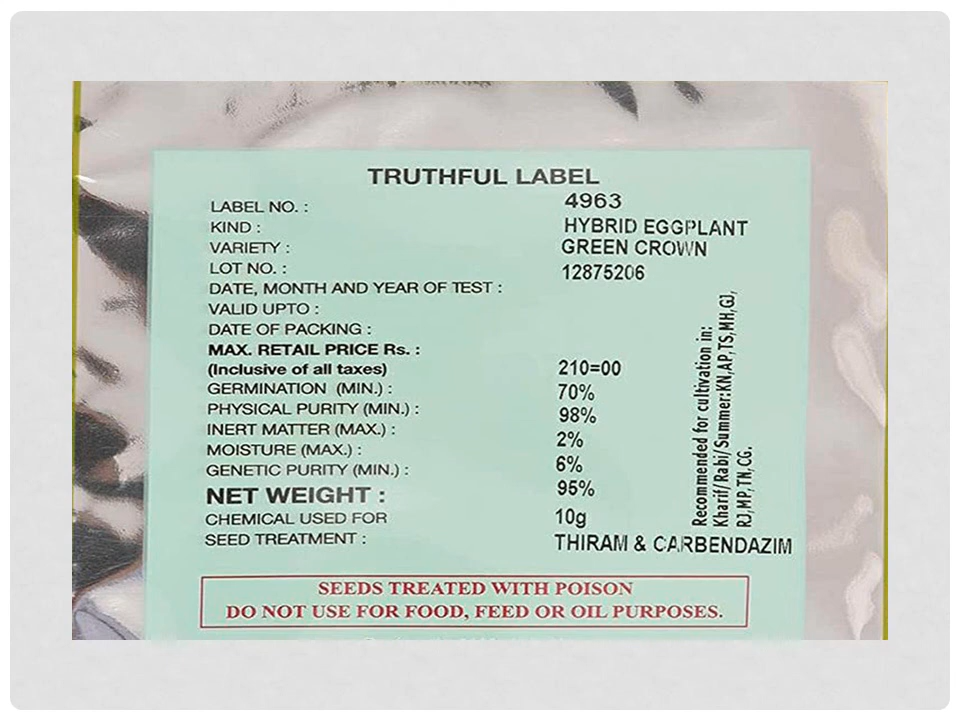 TRUTHFUL LABEL
LABEL NO. : 4963
KIND : HYBRID EGGPLANT
VARIETY : GREEN CROWN
LOT NO. : 12875206
DATE, MONTH AND YEAR OF TEST :
VALID UPTO :
DATE OF PACKING :
MAX. RETAIL PRICE Rs. :
(Inclusive of all taxes) 210=00
GERMINATION (MIN.) : 70%
PHYSICAL PURITY (MIN.) : 98%
INERT MATTER (MAX.) : 2%
MOISTURE (MAX.) : 6%
GENETIC PURITY (MIN.) : 95%
NET WEIGHT : 10g
CHEMICAL USED FOR
SEED TREATMENT : THIRAM & CARBENDAZIM
Recommended for cultivation in:
Kharif/Rabi/Summer:KN,AP,TS,MH,GJ,
RJ,MP,TN,CG.
SEEDS TREATED WITH POISON
DO NOT USE FOR FOOD, FEED OR OIL PURPOSES.